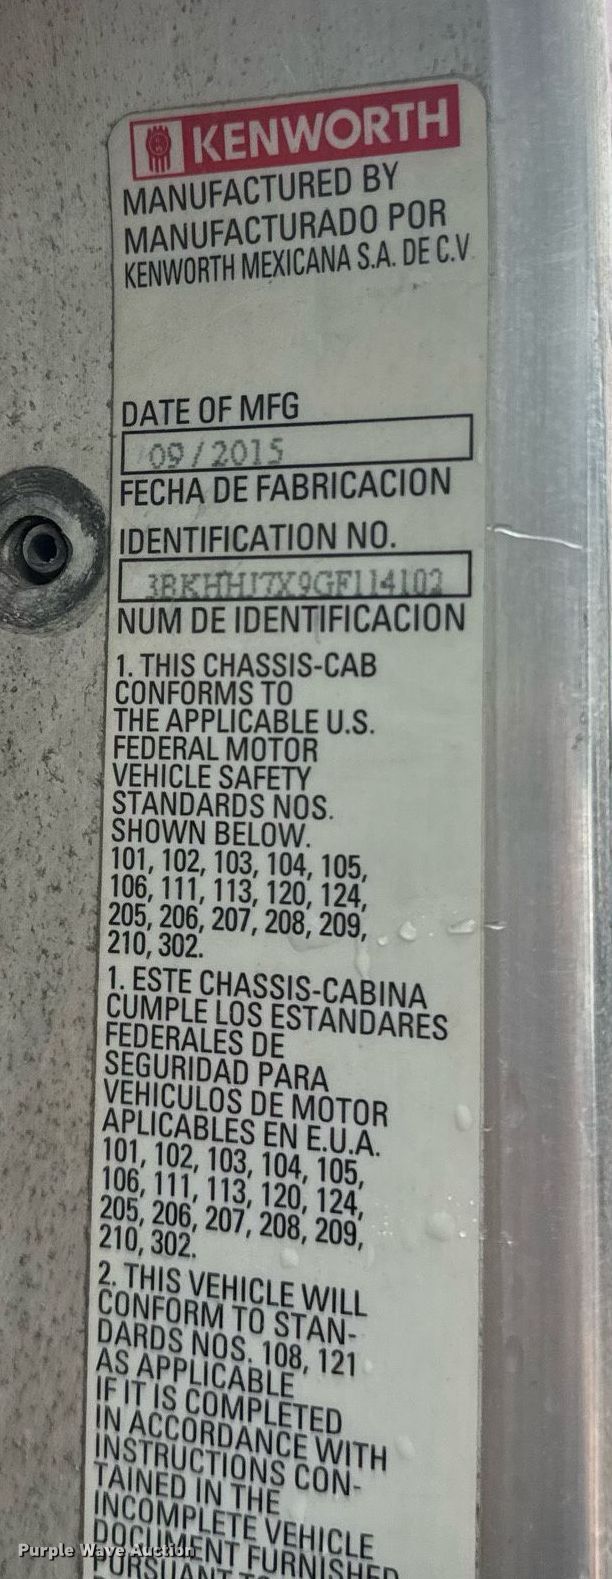 KENWORTH
MANUFACTURED BY
MANUFACTURADO POR
KENWORTH MEXICANA S.A. DE C.V
DATE OF MFG
09/2015
FECHA DE FABRICACION
IDENTIFICATION NO.
3BKHHJ7X9GF114102
NUM DE IDENTIFICACION
1. THIS CHASSIS-CAB
CONFORMS TO
THE APPLICABLE U.S.
FEDERAL MOTOR
VEHICLE SAFETY
STANDARDS NOS.
SHOWN BELOW.
101, 102, 103, 104, 105,
106, 111, 113, 120, 124,
205, 206, 207, 208, 209,
210, 302.
1. ESTE CHASSIS-CABINA
CUMPLE LOS ESTANDARES
FEDERALES DE
SEGURIDAD PARA
VEHICULOS DE MOTOR
APLICABLES EN E.U.A.
101, 102, 103, 104, 105,
106, 111, 113, 120, 124,
205, 206, 207, 208, 209,
210, 302.
2. THIS VEHICLE WILL
CONFORM TO STAN-
DARDS NOS. 108, 121
AS APPLICABLE
IF IT IS COMPLETED
IN ACCORDANCE WITH
INSTRUCTIONS CON-
TAINED IN THE
INCOMPLETE VEHICLE
DOCUMENT FURNISHED
PURSUANT TO
Purple Wave Auction